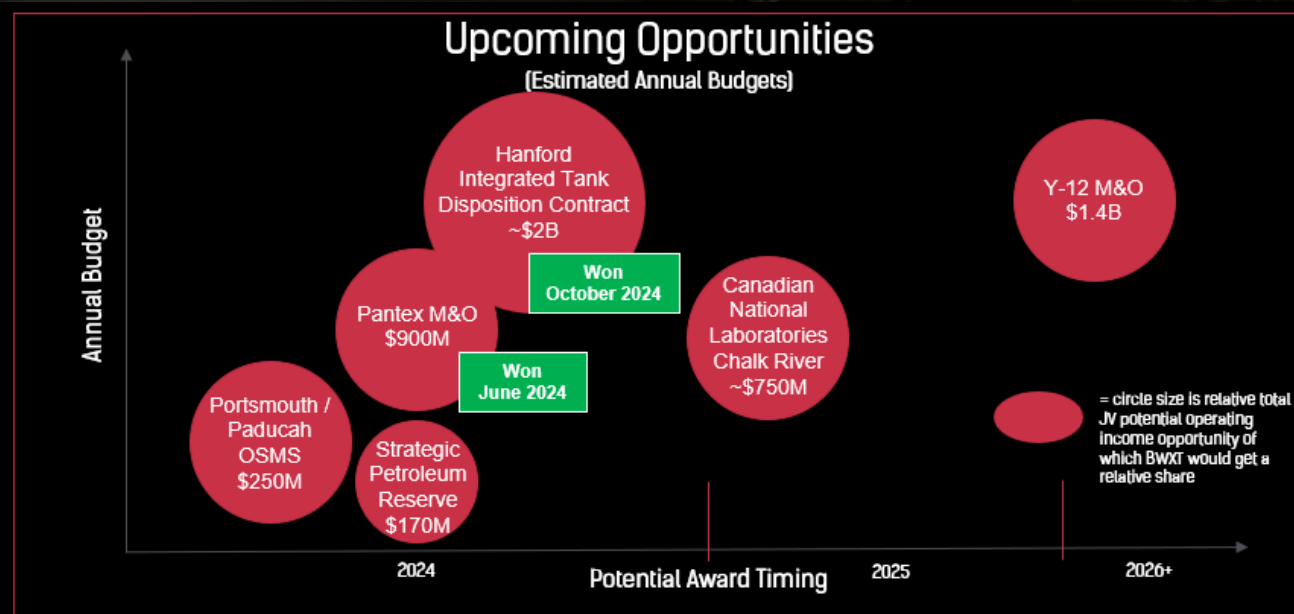 Upcoming Opportunities
(Estimated Annual Budgets)
Annual Budget
Hanford
Integrated Tank
Disposition Contract
~$2B
Won
October 2024
Pantex M&O
$900M
Won
June 2024
Portsmouth /
Paducah
OSMS
$250M
Strategic
Petroleum
Reserve
$170M
Canadian
National
Laboratories
Chalk River
~$750M
Y-12 M&O
$1.4B
= circle size is relative total
JV potential operating
income opportunity of
which BWXT would get a
relative share
2024
2025
2026+
Potential Award Timing